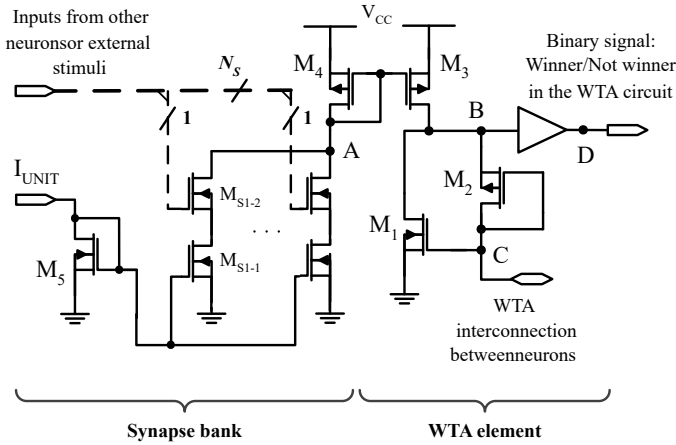 Inputs from other
neuronsor external
stimuli
N_S
1
1
V_CC
M_4
M_3
Binary signal:
Winner/Not winner
in the WTA circuit
A
B
D
I_UNIT
M_S1-2
M_2
M_1
. . .
M_5
M_S1-1
C
WTA
interconnection
betweenneurons
Synapse bank
WTA element